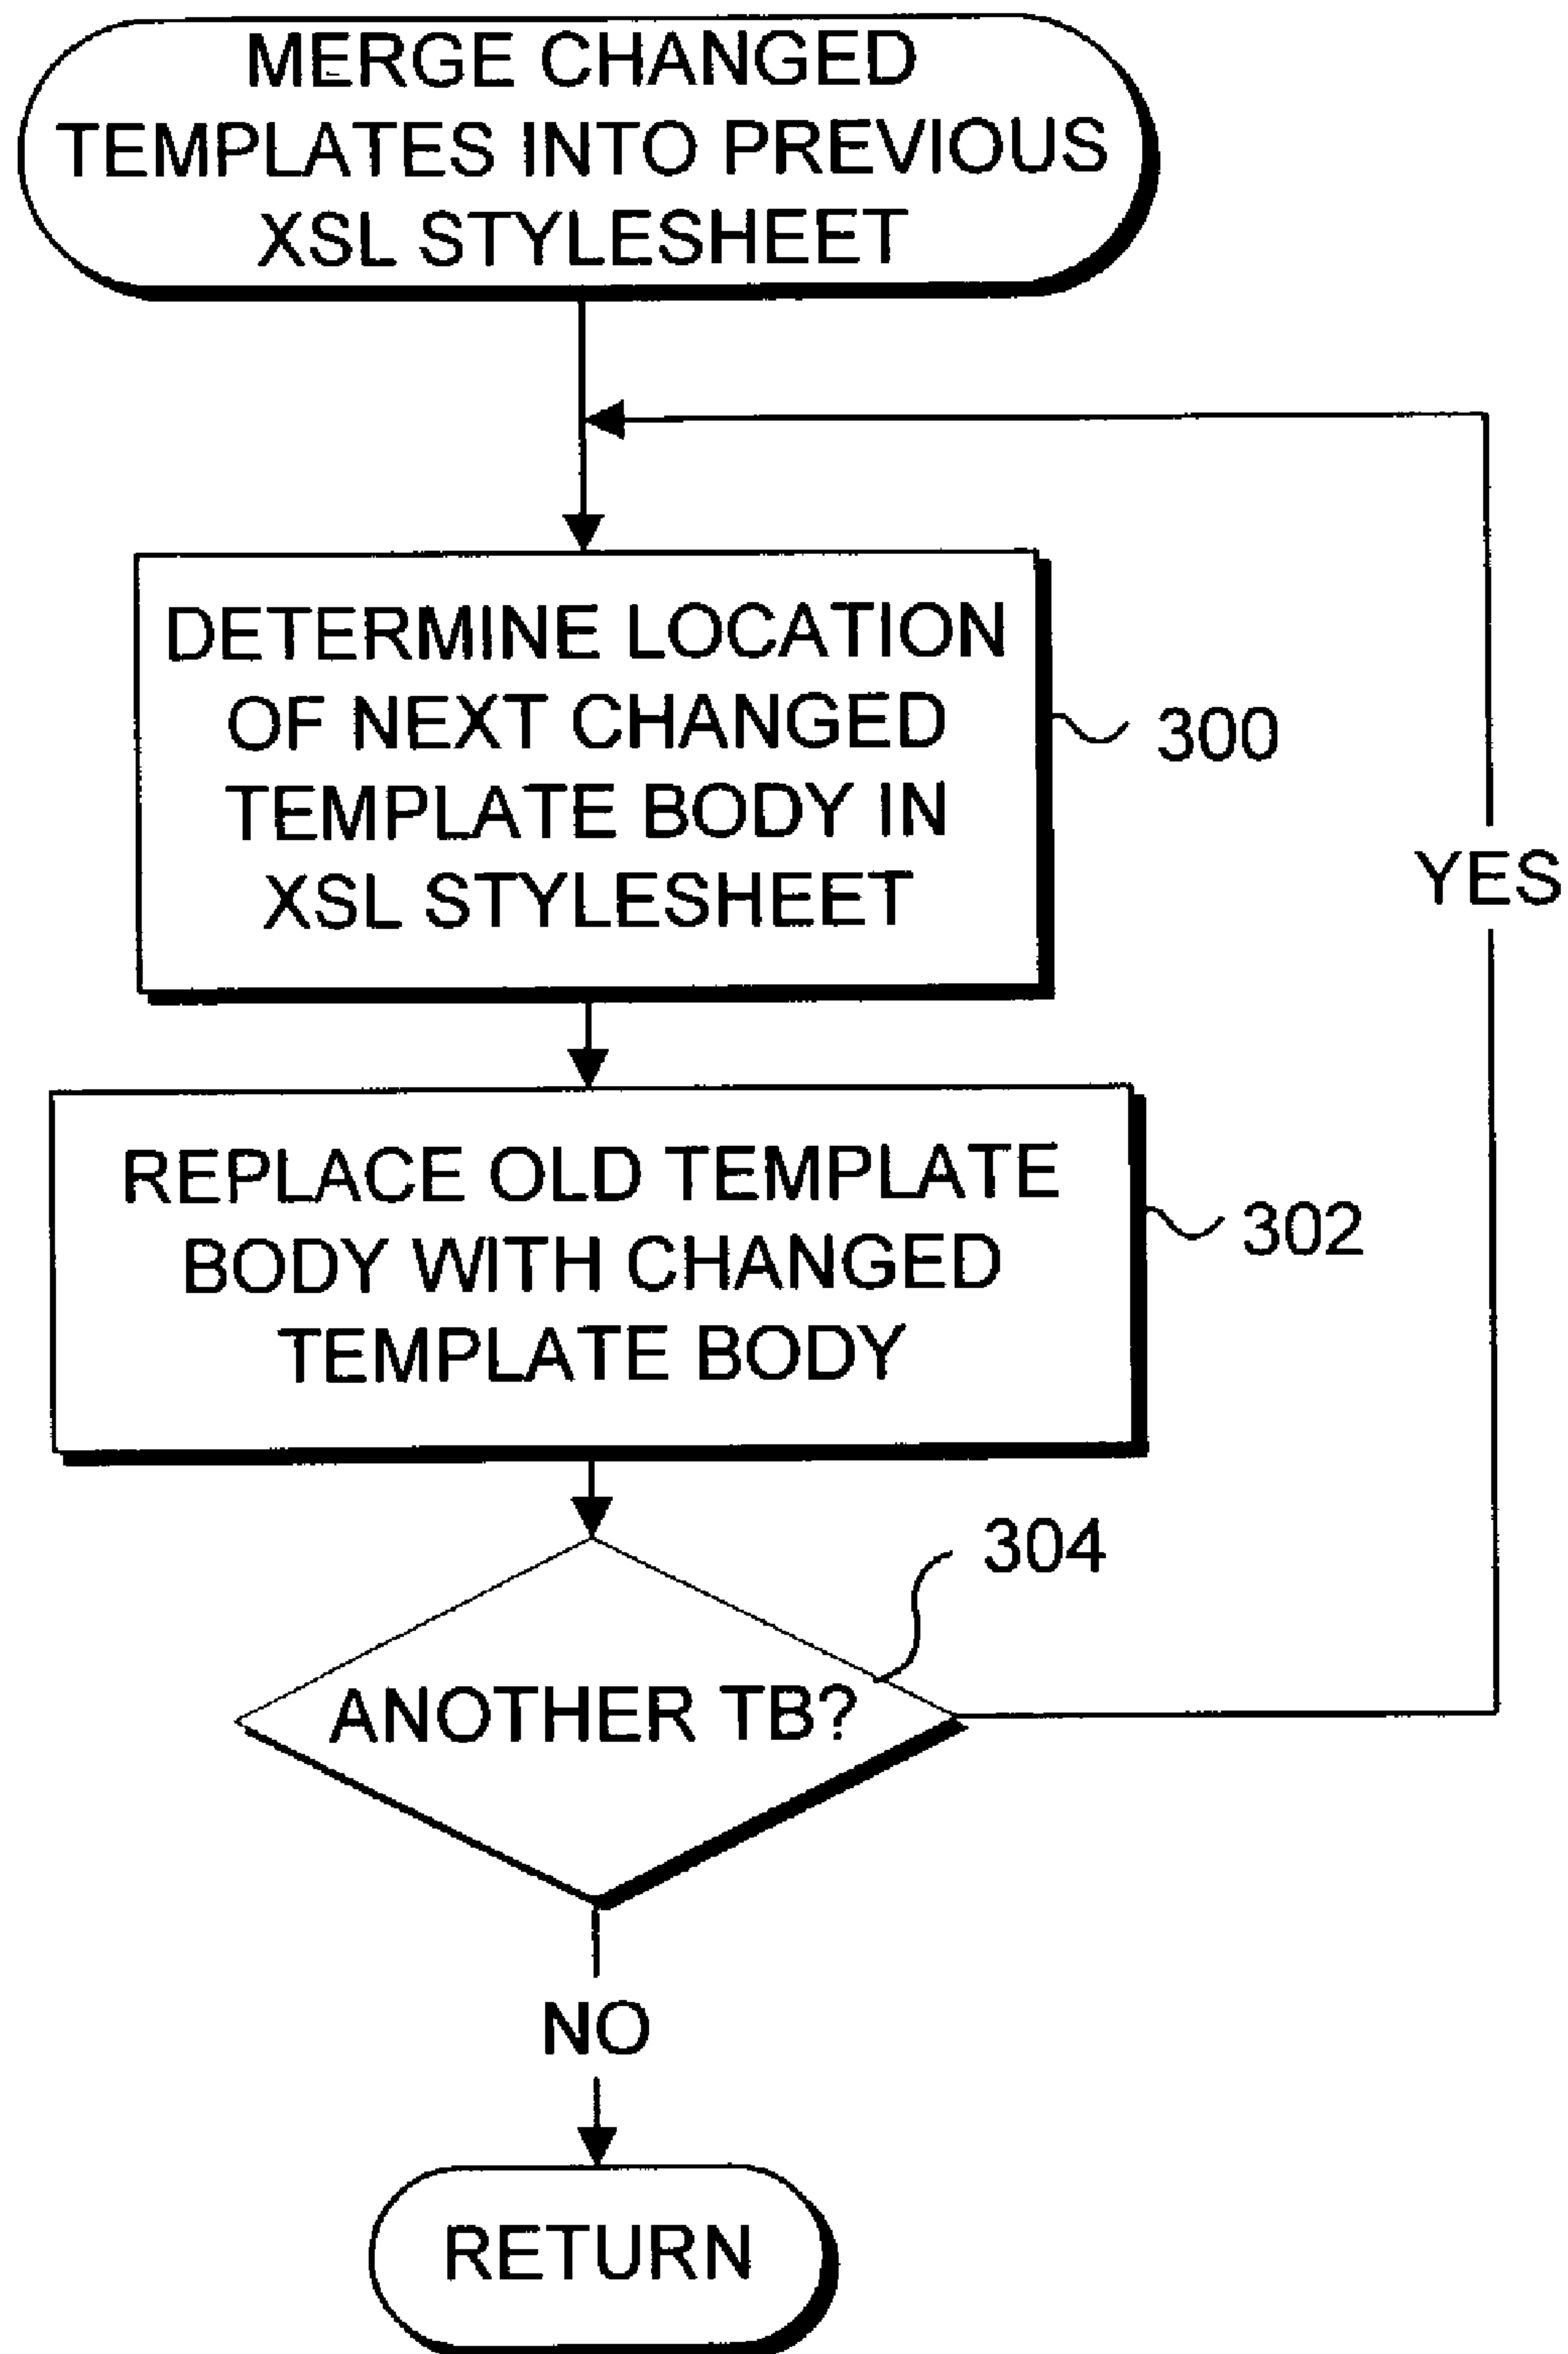 MERGE CHANGED
TEMPLATES INTO PREVIOUS
XSL STYLESHEET
DETERMINE LOCATION
OF NEXT CHANGED
TEMPLATE BODY IN
XSL STYLESHEET
300
YES
REPLACE OLD TEMPLATE
BODY WITH CHANGED
TEMPLATE BODY
302
304
ANOTHER TB?
NO
RETURN